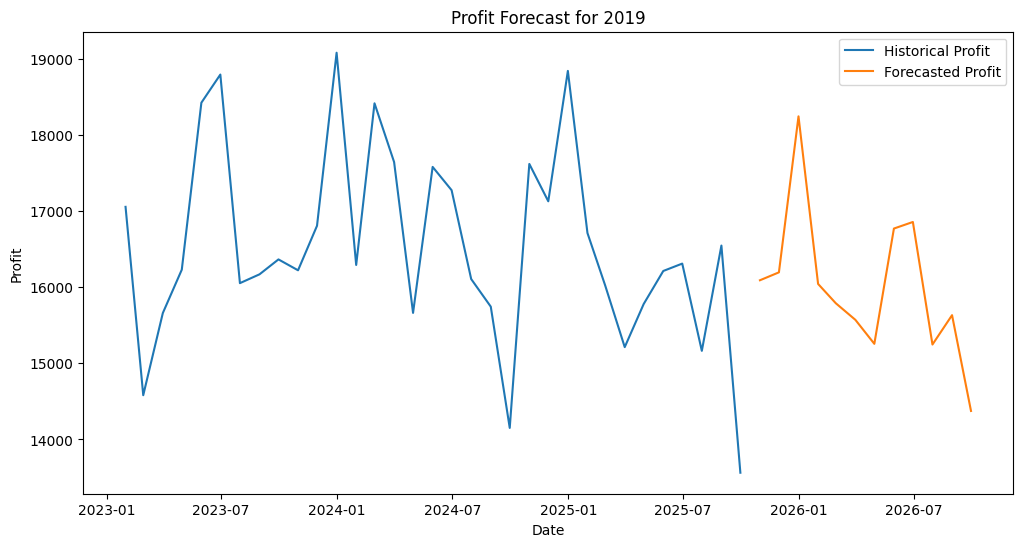 Profit Forecast for 2019
Historical Profit
Forecasted Profit
19000
18000
17000
16000
15000
14000
Profit
2023-01 2023-07 2024-01 2024-07 2025-01 2025-07 2026-01 2026-07
Date